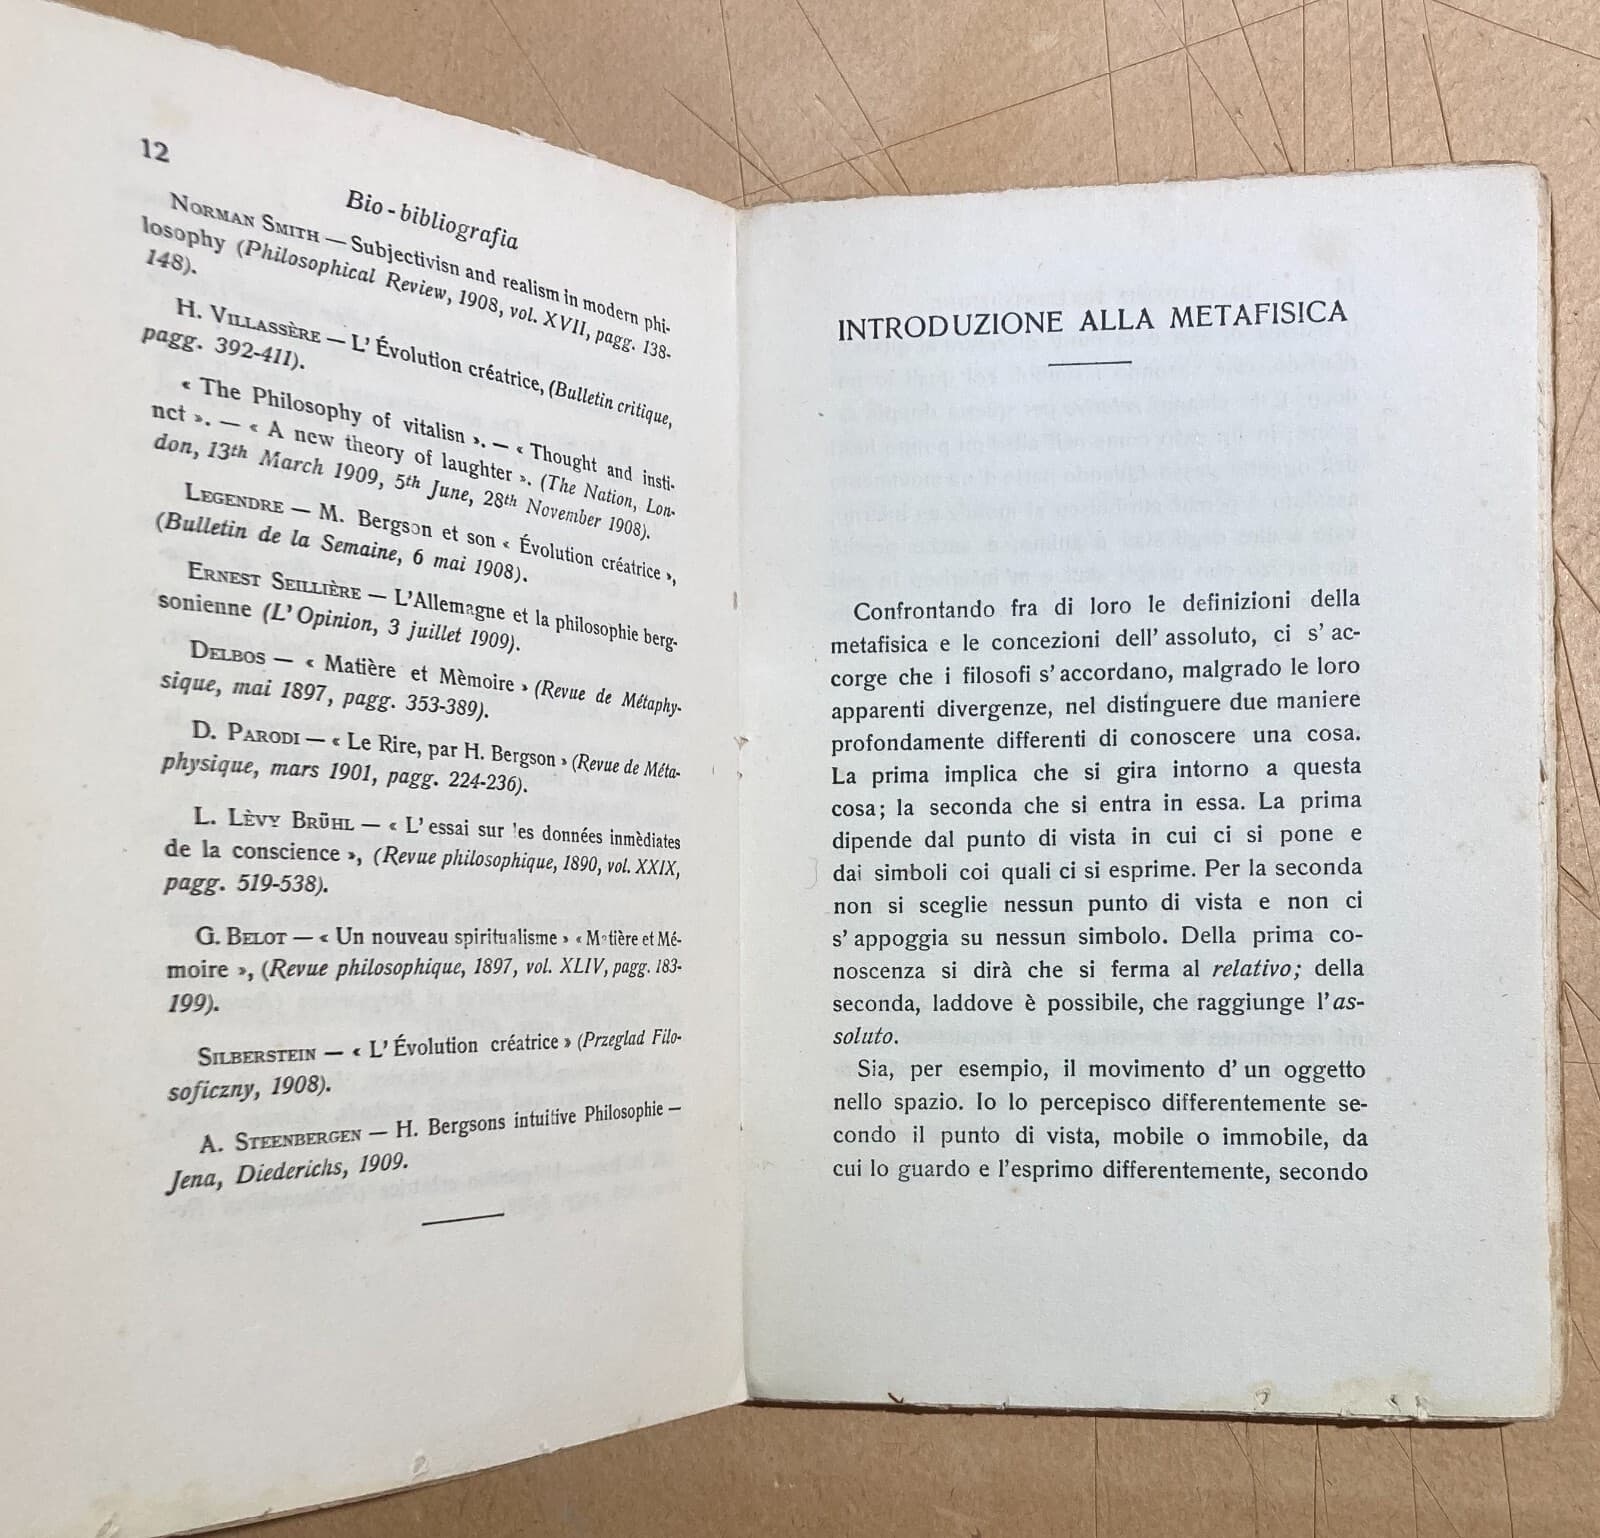 12
Bio - bibliografia
NORMAN SMITH — Subjectivisn and realism in modern phi-
losophy (Philosophical Review, 1908, vol. XVII, pagg. 138-
148).
H. VILLASSÈRE — L' Évolution créatrice, (Bulletin critique,
pagg. 392-411).
« The Philosophy of vitalisn ». — « Thought and insti-
nct ». — « A new theory of laughter ». (The Nation, Lon-
don, 13th March 1909, 5th June, 28th November 1908).
LEGENDRE — M. Bergson et son « Évolution créatrice »,
(Bulletin de la Semaine, 6 mai 1908).
ERNEST SEILLIÈRE — L'Allemagne et la philosophie berg-
sonienne (L' Opinion, 3 juillet 1909).
DELBOS — « Matière et Mèmoire » (Revue de Métaphy-
sique, mai 1897, pagg. 353-389).
D. PARODI — « Le Rire, par H. Bergson » (Revue de Méta-
physique, mars 1901, pagg. 224-236).
L. LÈVY BRÜHL — « L' essai sur les données inmèdiates
de la conscience », (Revue philosophique, 1890, vol. XXIX,
pagg. 519-538).
G. BELOT — « Un nouveau spiritualisme » « Matière et Mé-
moire », (Revue philosophique, 1897, vol. XLIV, pagg. 183-
199).
SILBERSTEIN — « L' Évolution créatrice » (Przeglad Filo-
soficzny, 1908).
A. STEENBERGEN — H. Bergsons intuitive Philosophie —
Jena, Diederichs, 1909.
INTRODUZIONE ALLA METAFISICA
Confrontando fra di loro le definizioni della
metafisica e le concezioni dell' assoluto, ci s' ac-
corge che i filosofi s' accordano, malgrado le loro
apparenti divergenze, nel distinguere due maniere
profondamente differenti di conoscere una cosa.
La prima implica che si gira intorno a questa
cosa; la seconda che si entra in essa. La prima
dipende dal punto di vista in cui ci si pone e
dai simboli coi quali ci si esprime. Per la seconda
non si sceglie nessun punto di vista e non ci
s' appoggia su nessun simbolo. Della prima co-
noscenza si dirà che si ferma al relativo; della
seconda, laddove è possibile, che raggiunge l' as-
soluto.
Sia, per esempio, il movimento d' un oggetto
nello spazio. Io lo percepisco differentemente se-
condo il punto di vista, mobile o immobile, da
cui lo guardo e l'esprimo differentemente, secondo